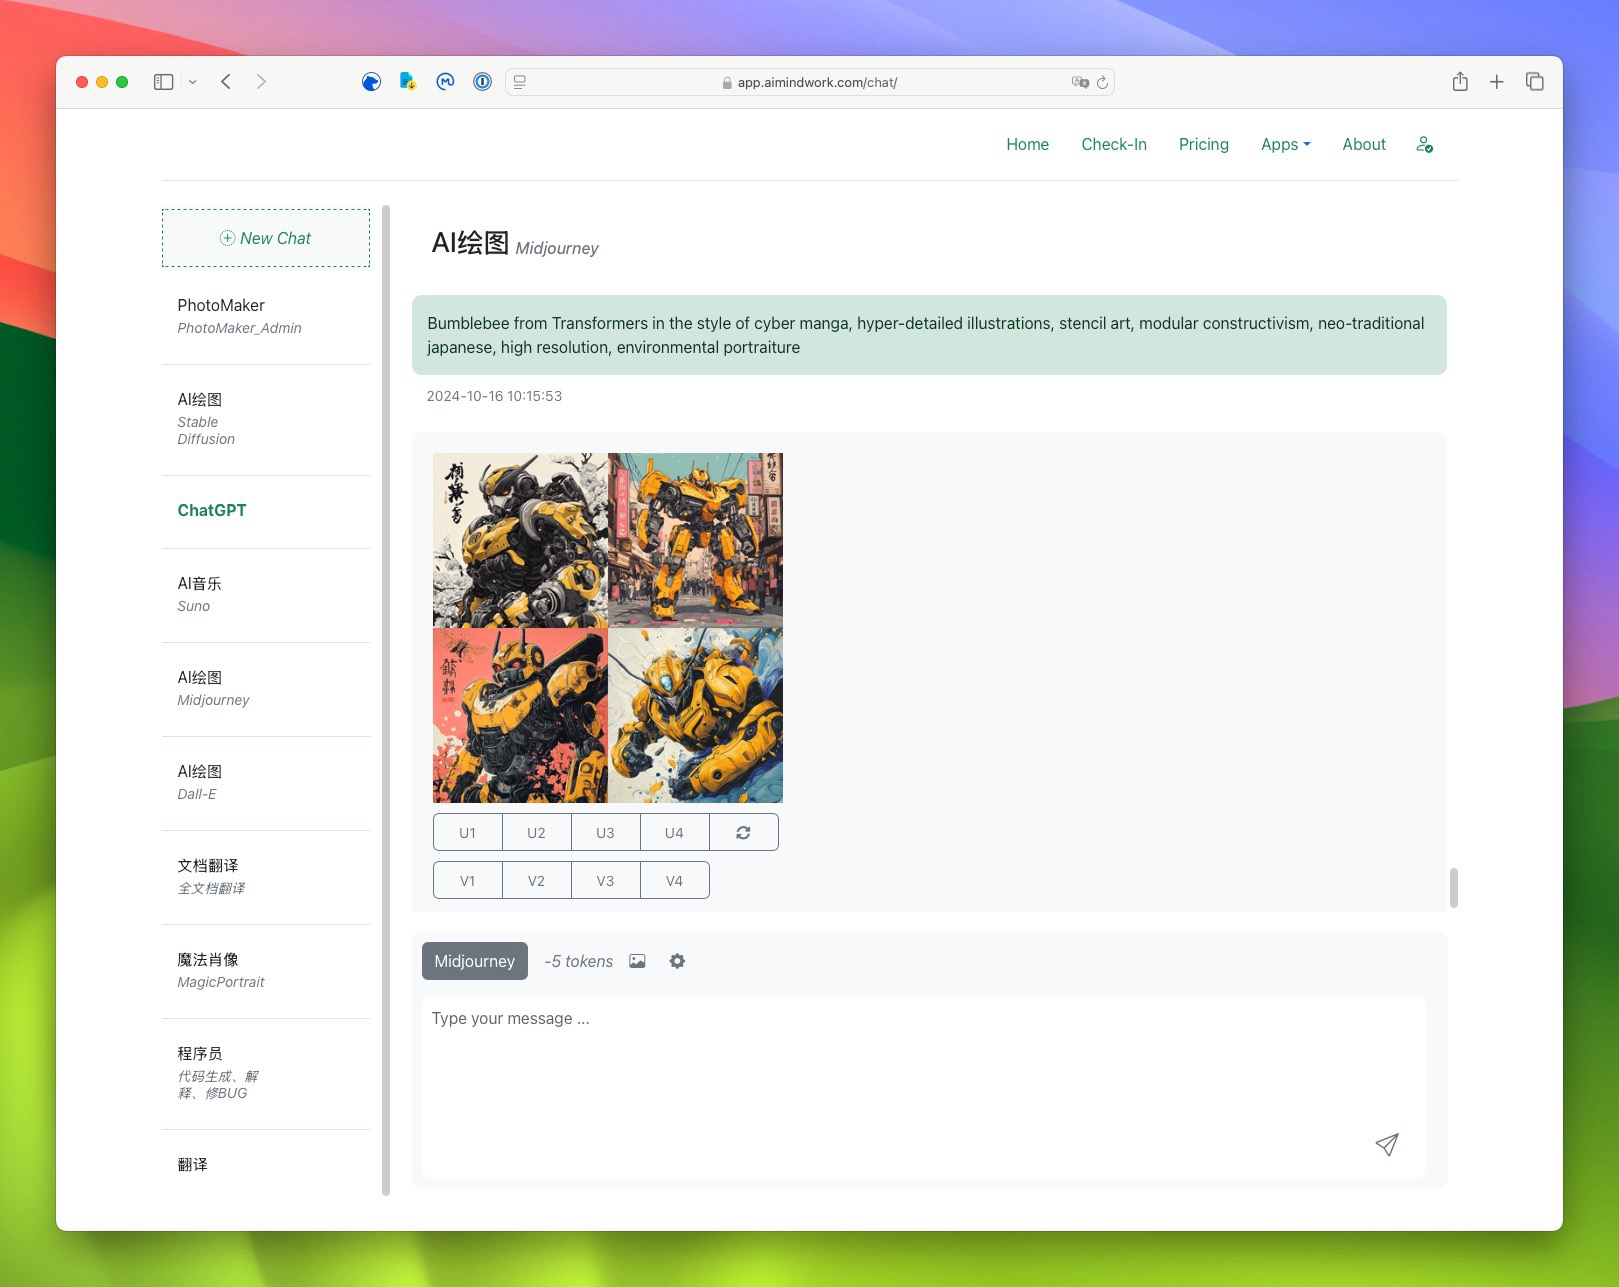 app.aimindwork.com/chat/
Home
Check-In
Pricing
Apps
About
New Chat
PhotoMaker
PhotoMaker_Admin
AI绘图
Stable
Diffusion
ChatGPT
AI音乐
Suno
AI绘图
Midjourney
AI绘图
Dall-E
文档翻译
全文档翻译
魔法肖像
MagicPortrait
程序员
代码生成、解
释、修BUG
翻译
AI绘图 Midjourney
Bumblebee from Transformers in the style of cyber manga, hyper-detailed illustrations, stencil art, modular constructivism, neo-traditional
japanese, high resolution, environmental portraiture
2024-10-16 10:15:53
U1
U2
U3
U4
V1
V2
V3
V4
Midjourney
-5 tokens
Type your message ...